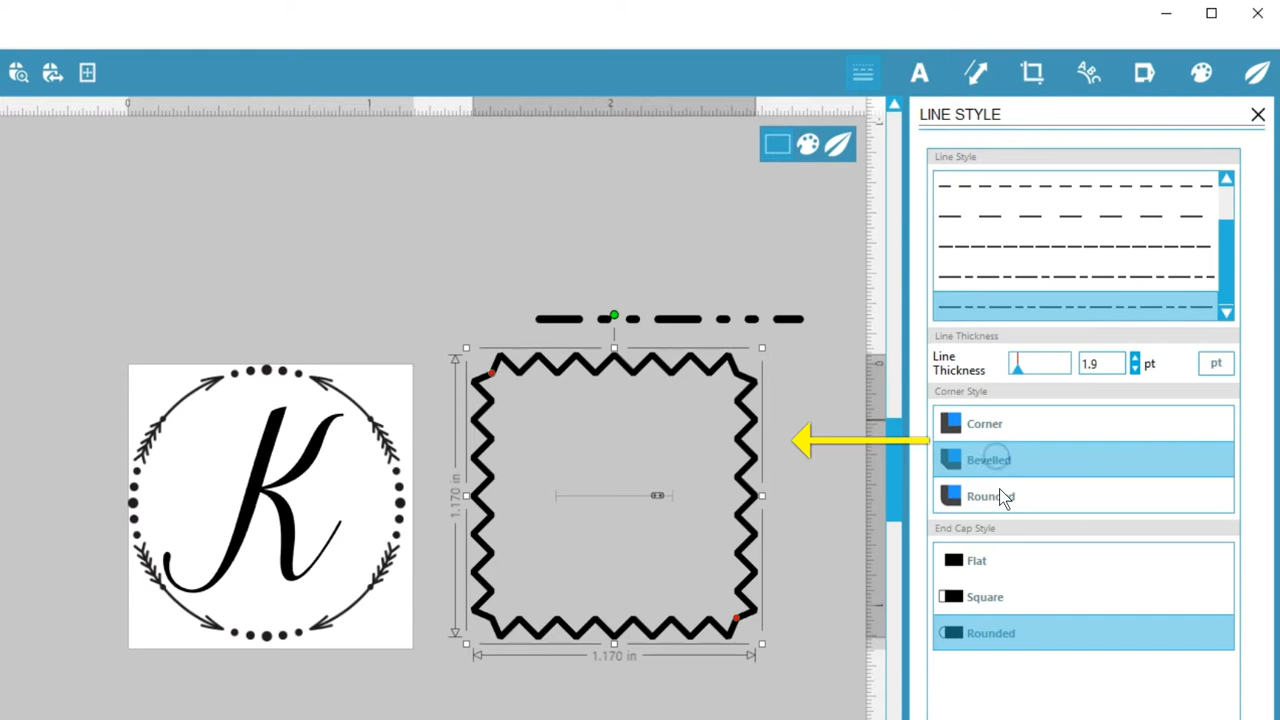 LINE STYLE
Line Style
Line Thickness
Line Thickness
1.9 pt
pt
Corner Style
Corner
Bevelled
Rounded
End Cap Style
Flat
Square
Rounded
0 1 2
A
K
1.170 in
1.170 in